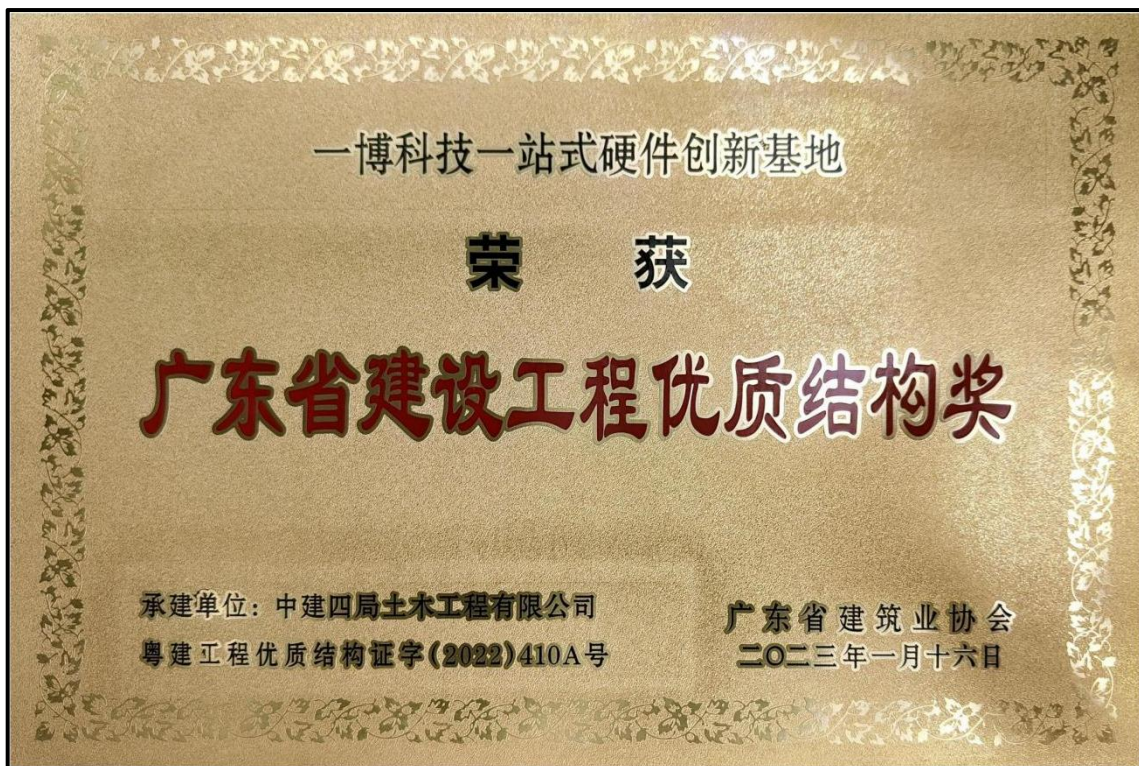 一博科技一站式硬件创新基地
荣 获
广东省建设工程优质结构奖
承建单位：中建四局土木工程有限公司
粤建工程优质结构证字(2022)410A号
广东省建筑业协会
二〇二三年一月十六日